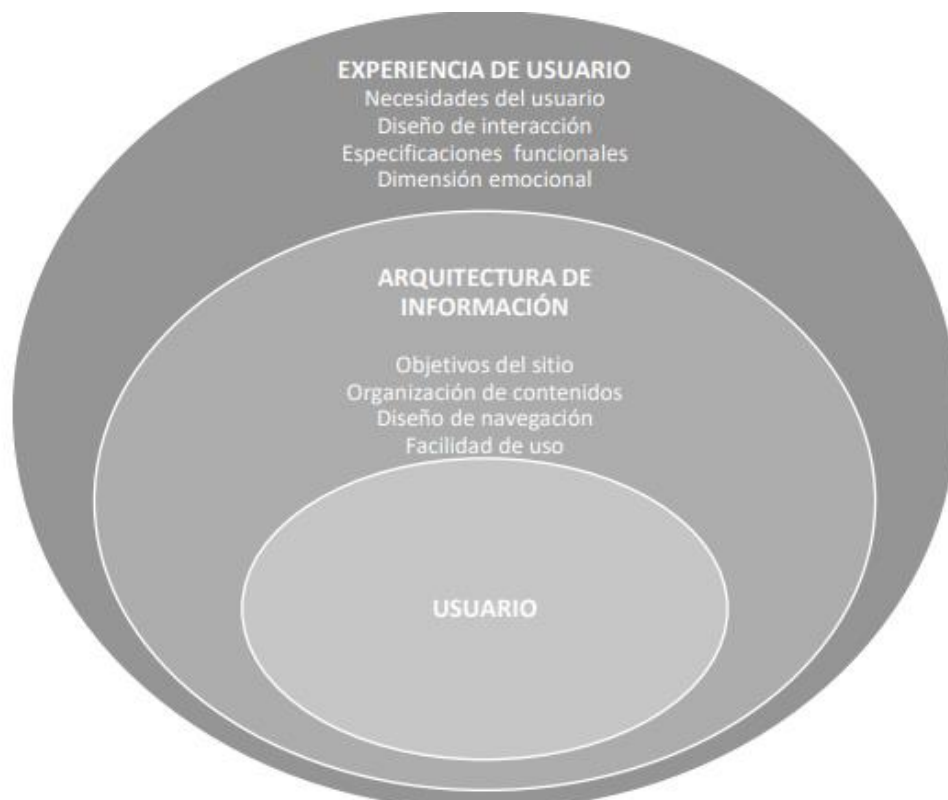 EXPERIENCIA DE USUARIO
Necesidades del usuario
Diseño de interacción
Especificaciones funcionales
Dimensión emocional
ARQUITECTURA DE
INFORMACIÓN
Objetivos del sitio
Organización de contenidos
Diseño de navegación
Facilidad de uso
USUARIO